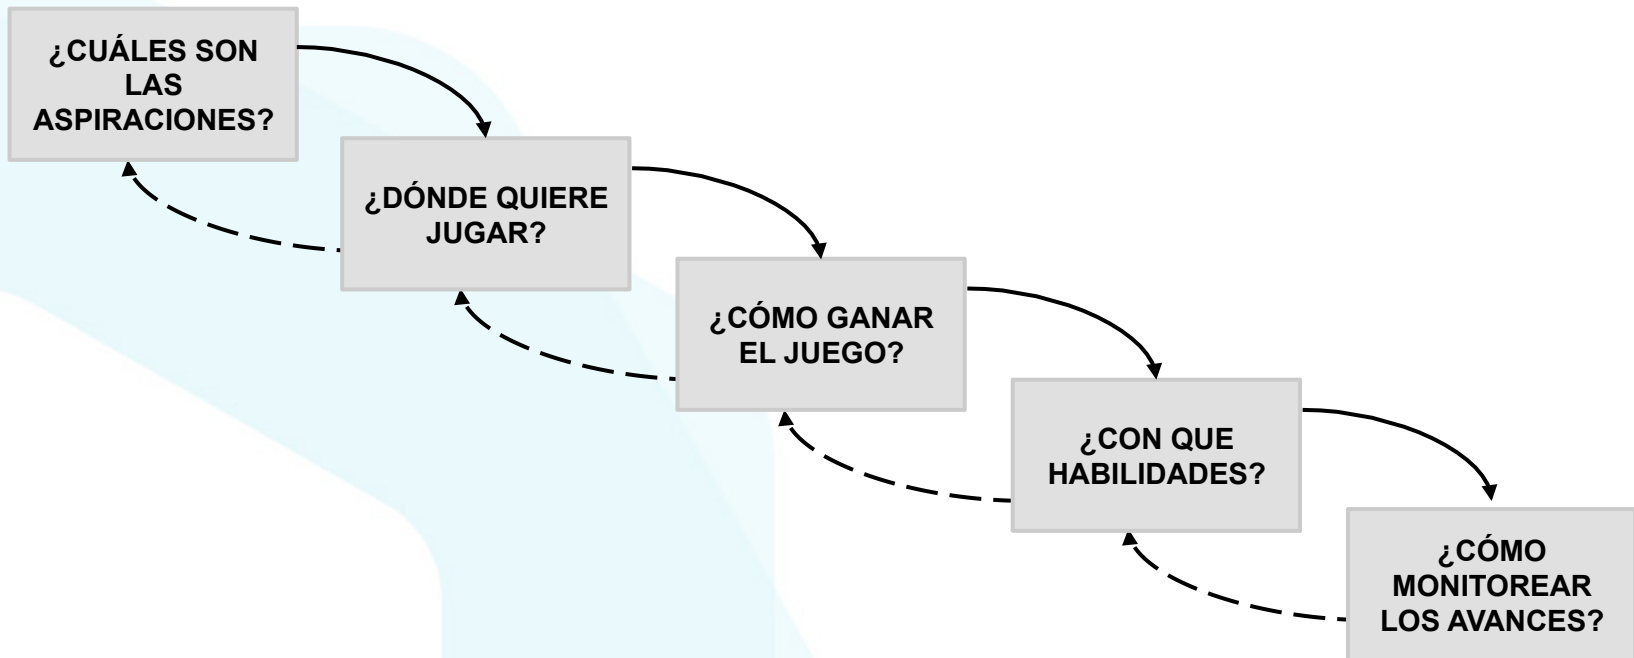 ¿CUÁLES SON
LAS
ASPIRACIONES?
¿DÓNDE QUIERE
JUGAR?
¿CÓMO GANAR
EL JUEGO?
¿CON QUE
HABILIDADES?
¿CÓMO
MONITOREAR
LOS AVANCES?